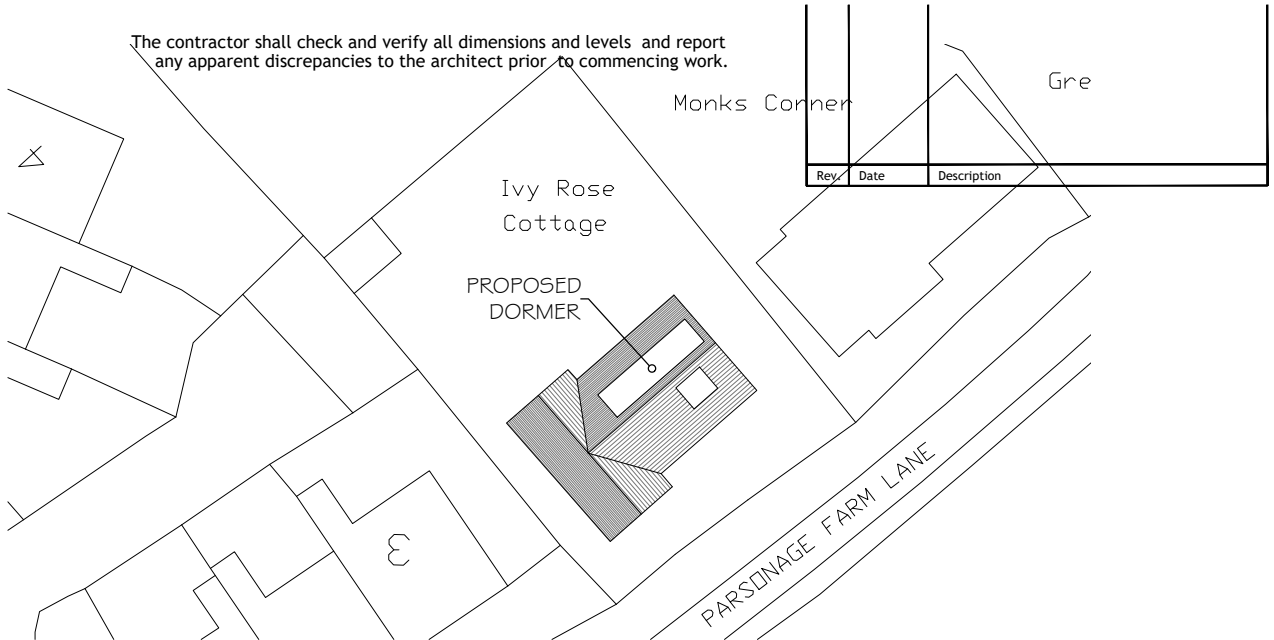 The contractor shall check and verify all dimensions and levels and report
any apparent discrepancies to the architect prior to commencing work.
Gre
Monks Corner
4
Rev. Date Description
Ivy Rose
Cottage
PROPOSED
DORMER
3
PARSONAGE FARM LANE